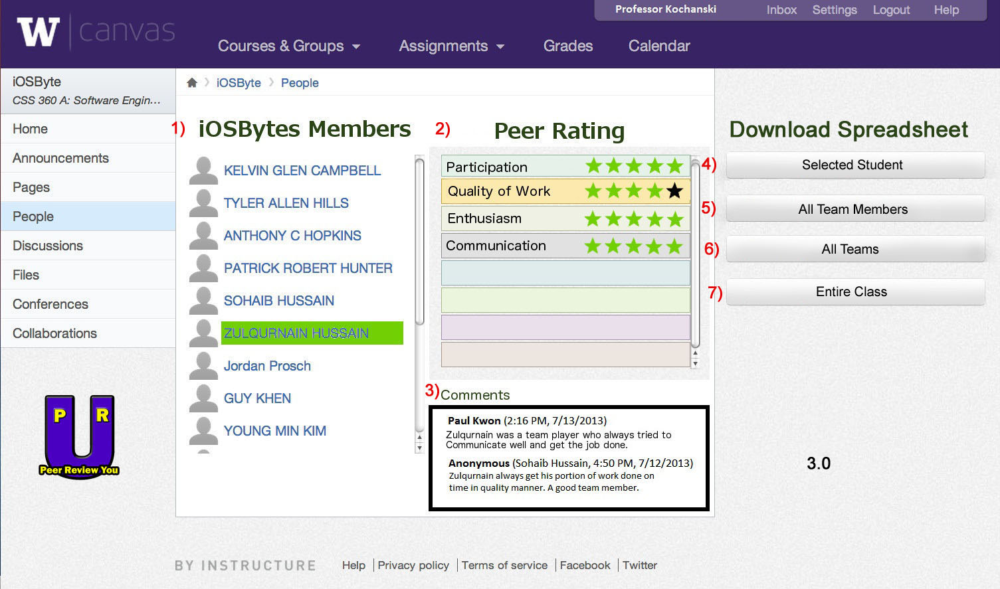 Professor Kochanski
Inbox Settings Logout Help
W canvas
Courses & Groups Assignments Grades Calendar
iOSByte
CSS 360 A: Software Engin...
Home
Announcements
Pages
People
Discussions
Files
Conferences
Collaborations
P R
Peer Review You
iOSByte People
1) iOSBytes Members
KELVIN GLEN CAMPBELL
TYLER ALLEN HILLS
ANTHONY C HOPKINS
PATRICK ROBERT HUNTER
SOHAIB HUSSAIN
ZULQURNAIN HUSSAIN
Jordan Prosch
GUY KHEN
YOUNG MIN KIM
2) Peer Rating
Participation
Quality of Work
Enthusiasm
Communication
3) Comments
Paul Kwon (2:16 PM, 7/13/2013)
Zulqurnain was a team player who always tried to
Communicate well and get the job done.
Anonymous (Sohaib Hussain, 4:50 PM, 7/12/2013)
Zulqurnain always get his portion of work done on
time in quality manner. A good team member.
Download Spreadsheet
4) Selected Student
5) All Team Members
6) All Teams
7) Entire Class
3.0
BY INSTRUCTURE
Help Privacy policy Terms of service Facebook Twitter